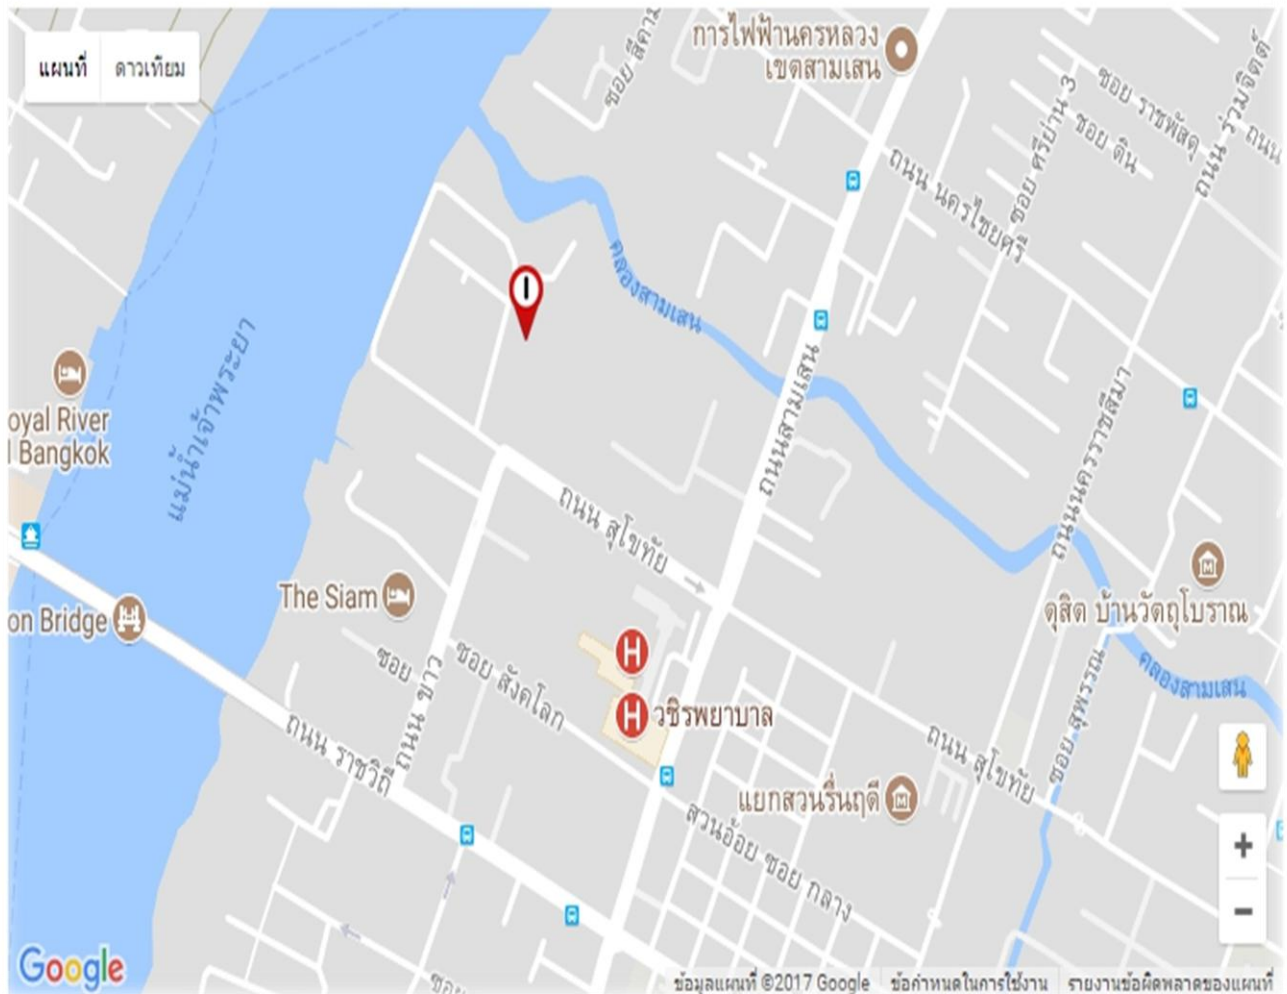 แผนที่
ดาวเทียม
การไฟฟ้านครหลวง
เขตสามเสน
ซอย สีคาม
ซอย ราชพัสดุ
ซอย ดิน
ซอย ศรีย่าน 3
ถนน ร่วมจิตต์
ถนน
ถนน นครไชยศรี
คลองสามเสน
แม่น้ำเจ้าพระยา
oyal River
l Bangkok
ถนนสามเสน
ถนนนครราชสีมา
ถนน สุโขทัย
The Siam
on Bridge
ดุสิต บ้านวัตถุโบราณ
ซอย
ซอย สังคโลก
ถนน ขาว
วชิรพยาบาล
คลองสามเสน
ซอย สุพรรณ
ถนน ราชวิถี
ถนน สุโขทัย
แยกสวนรื่นฤดี
สวนอ้อย ซอย กลาง
ซอย
Google
ข้อมูลแผนที่ ©2017 Google
ข้อกำหนดในการใช้งาน
รายงานข้อผิดพลาดของแผนที่